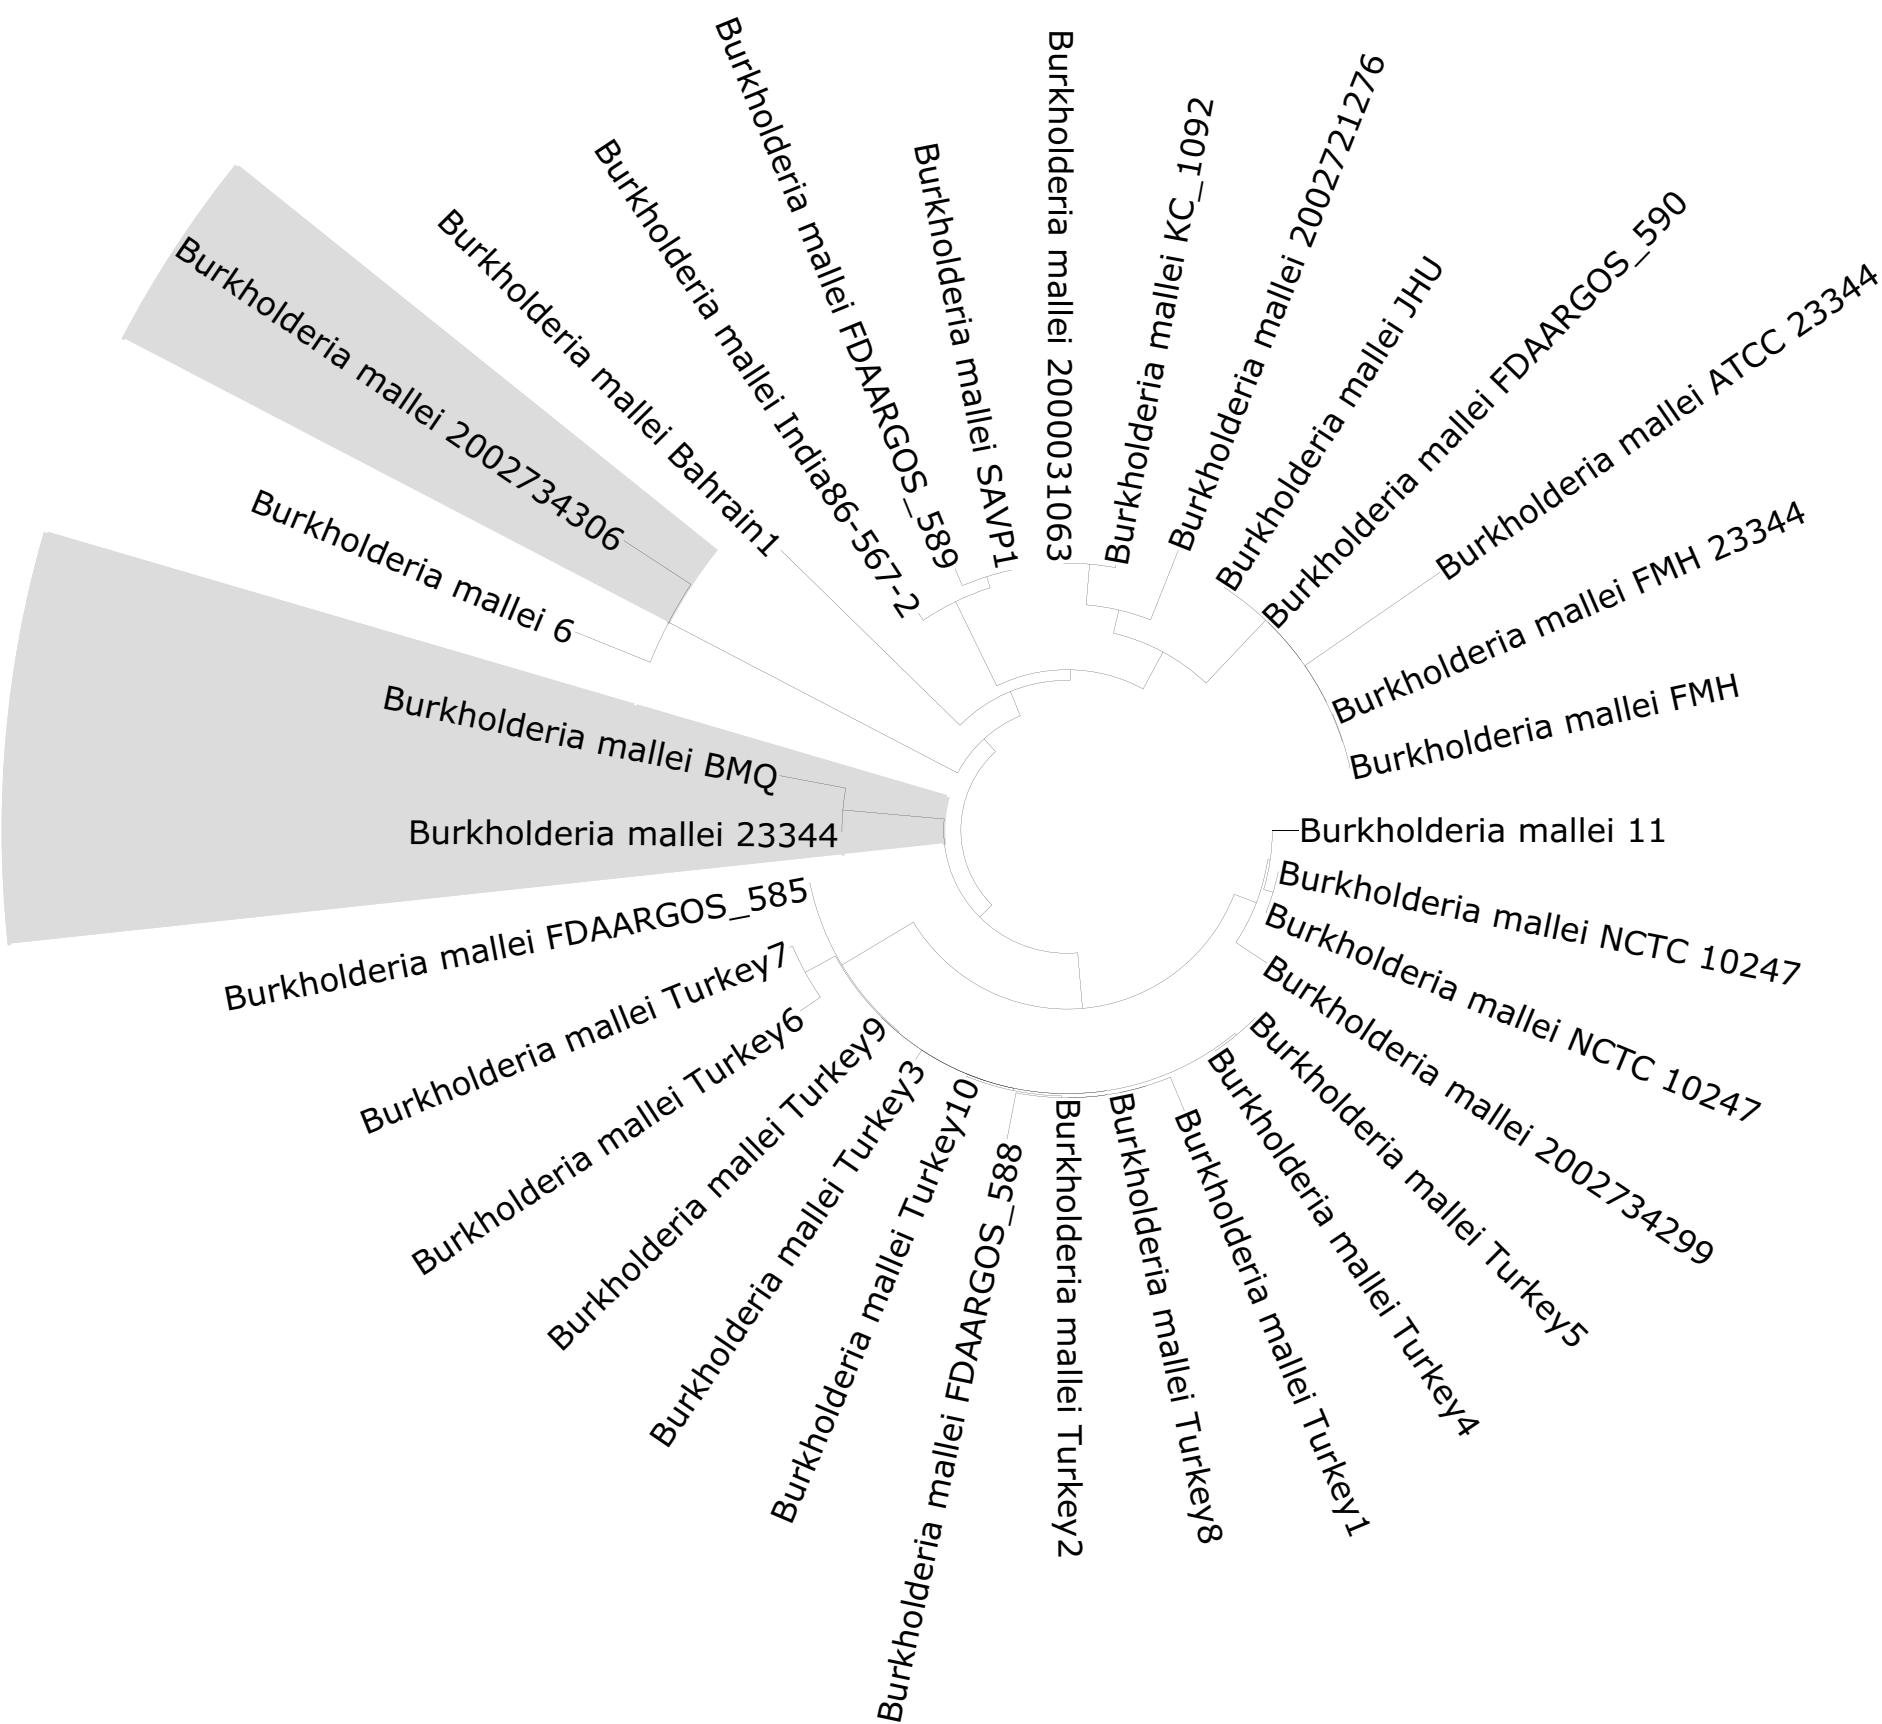 Burkholderia mallei FDAARGOS_589
Burkholderia mallei SAVP1
Burkholderia mallei 2000031063
Burkholderia mallei KC_1092
Burkholderia mallei 2002721276
Burkholderia mallei JHU
Burkholderia mallei FDAARGOS_590
Burkholderia mallei ATCC 23344
Burkholderia mallei FMH 23344
Burkholderia mallei FMH
Burkholderia mallei 11
Burkholderia mallei NCTC 10247
Burkholderia mallei NCTC 10247
Burkholderia mallei 2002734299
Burkholderia mallei Turkey5
Burkholderia mallei Turkey4
Burkholderia mallei Turkey1
Burkholderia mallei Turkey8
Burkholderia mallei Turkey2
Burkholderia mallei FDAARGOS_588
Burkholderia mallei Turkey10
Burkholderia mallei Turkey3
Burkholderia mallei Turkey9
Burkholderia mallei Turkey6
Burkholderia mallei Turkey7
Burkholderia mallei FDAARGOS_585
Burkholderia mallei 23344
Burkholderia mallei BMQ
Burkholderia mallei 6
Burkholderia mallei 2002734306
Burkholderia mallei Bahrain1
Burkholderia mallei India86-567-2